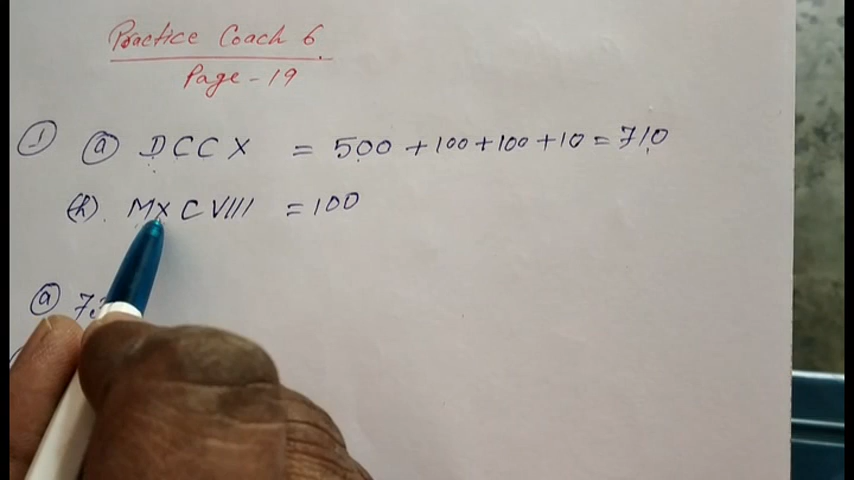 Practice Coach 6
Page - 19
1 a DCCX = 500 + 100 + 100 + 10 = 710
(h). MXCVIII = 100
a